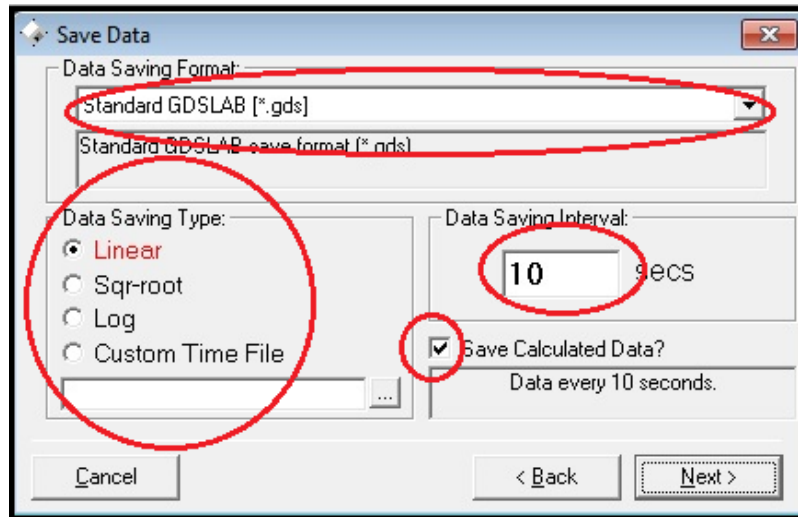 Save Data
Data Saving Format:
Standard GDSLAB [*.gds]
Standard GDSLAB save format (*.gds)
Data Saving Type:
Linear
Sqr-root
Log
Custom Time File
...
Data Saving Interval:
10 secs
Save Calculated Data?
Data every 10 seconds.
Cancel
< Back
Next >